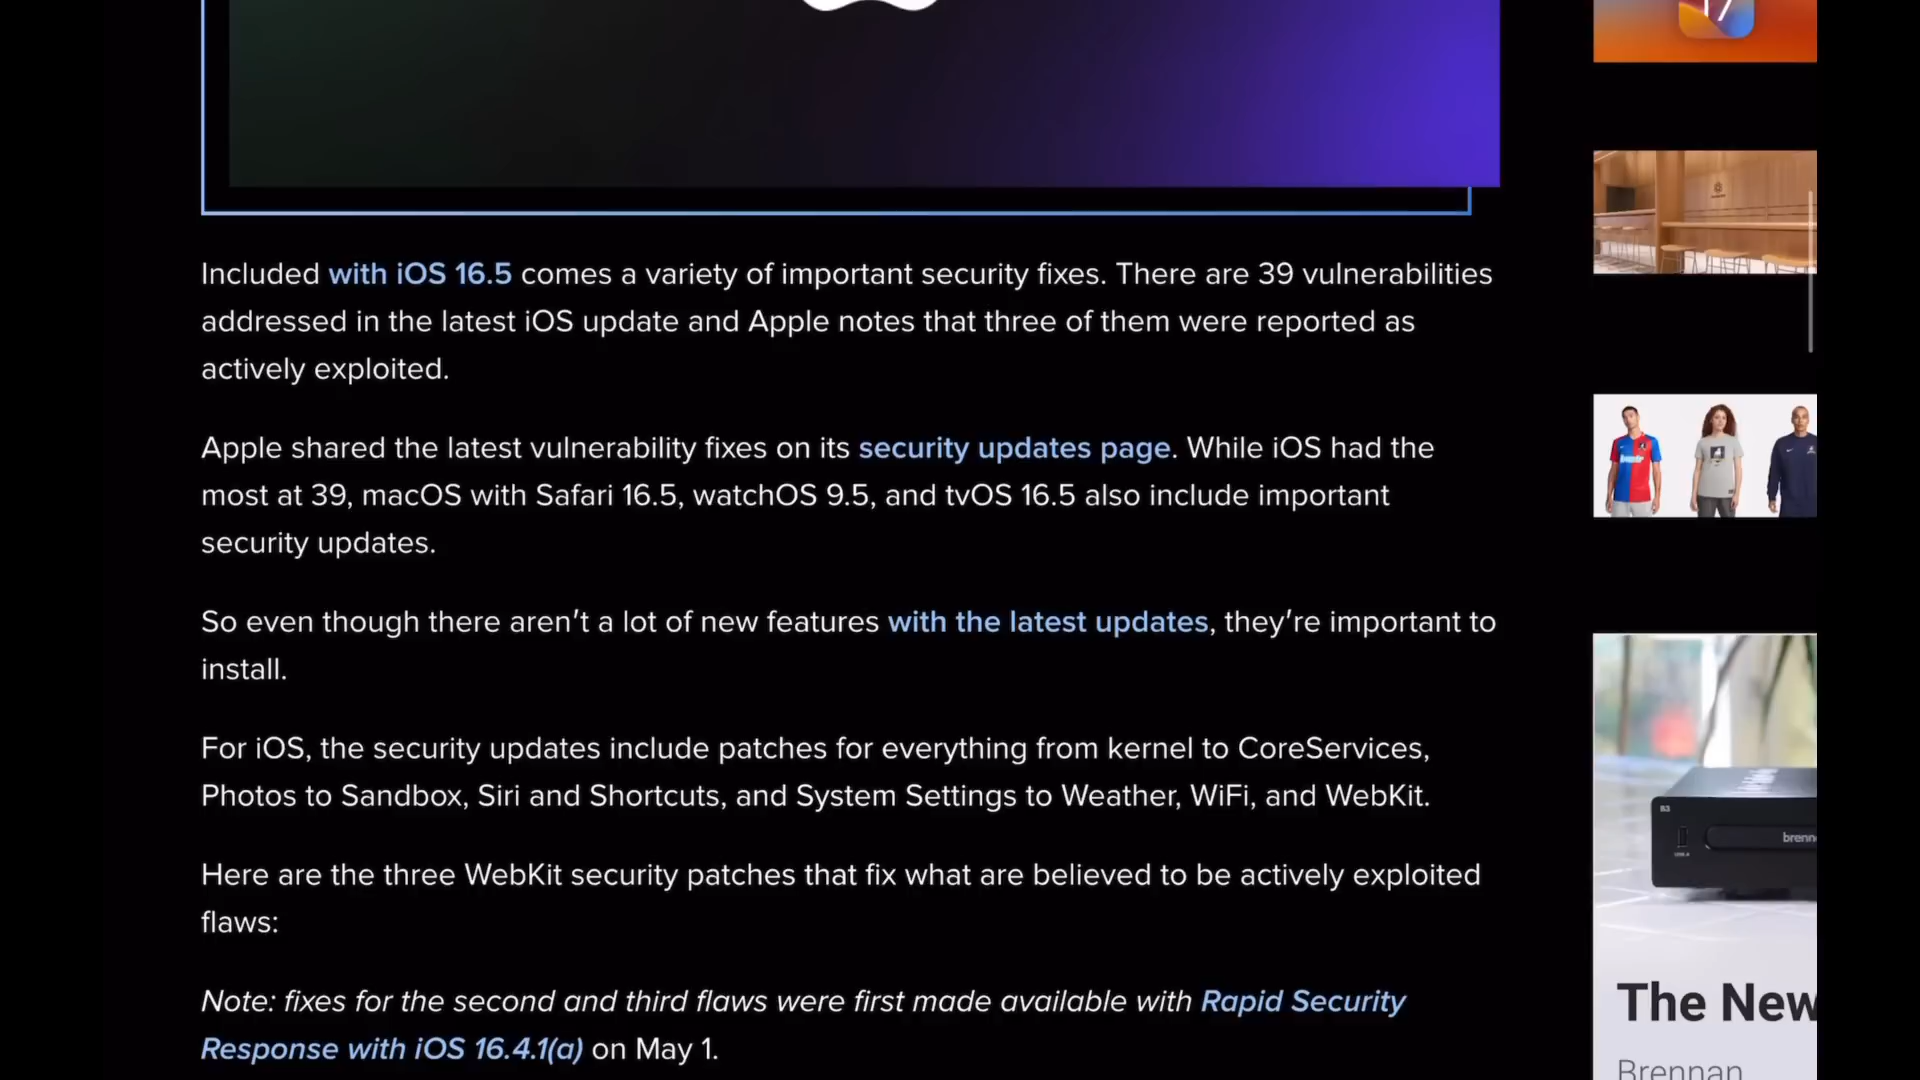 17
Included with iOS 16.5 comes a variety of important security fixes. There are 39 vulnerabilities
addressed in the latest iOS update and Apple notes that three of them were reported as
actively exploited.
Apple shared the latest vulnerability fixes on its security updates page. While iOS had the
most at 39, macOS with Safari 16.5, watchOS 9.5, and tvOS 16.5 also include important
security updates.
So even though there aren't a lot of new features with the latest updates, they're important to
install.
For iOS, the security updates include patches for everything from kernel to CoreServices,
Photos to Sandbox, Siri and Shortcuts, and System Settings to Weather, WiFi, and WebKit.
Here are the three WebKit security patches that fix what are believed to be actively exploited
flaws:
Note: fixes for the second and third flaws were first made available with Rapid Security
Response with iOS 16.4.1(a) on May 1.
B3
brenn
The New
Brennan